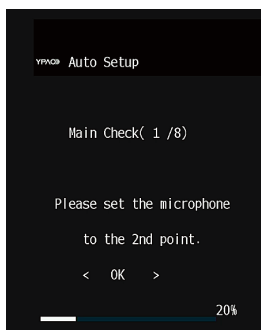 YPAO Auto Setup
Main Check( 1 /8)
Please set the microphone
to the 2nd point.
< OK >
20%